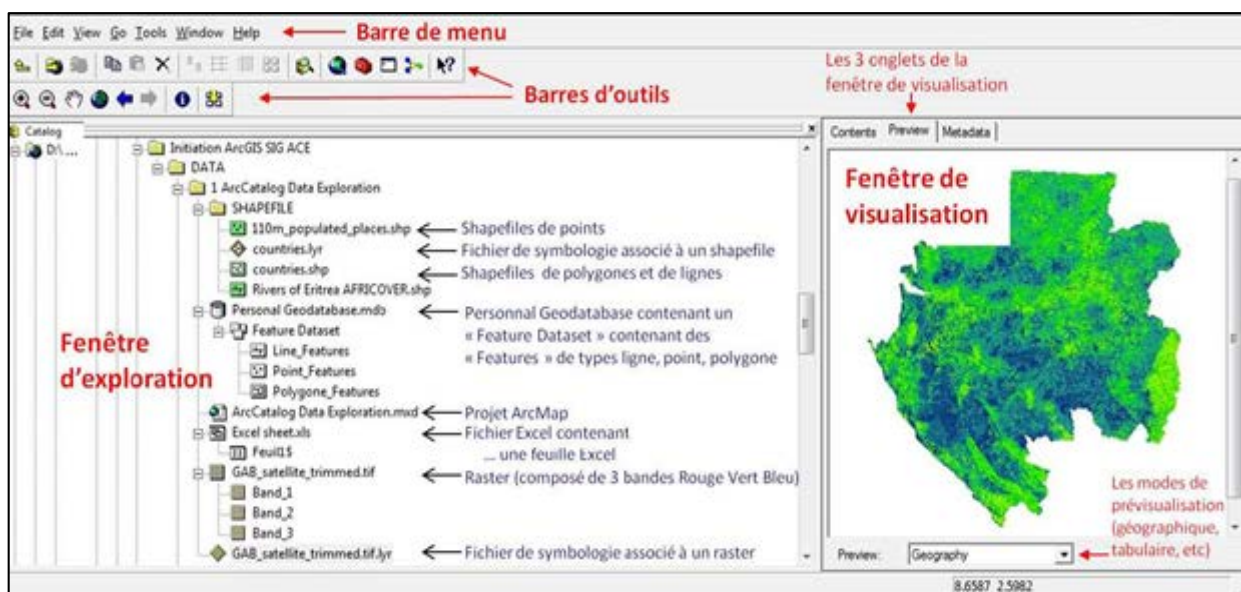 File Edit View Go Tools Window Help
Barre de menu
Barres d'outils
Les 3 onglets de la
fenêtre de visualisation
Catalog
D:\ ...
Initiation ArcGIS SIG ACE
DATA
1 ArcCatalog Data Exploration
SHAPEFILE
110m_populated_places.shp
Shapefiles de points
countries.lyr
Fichier de symbologie associé à un shapefile
countries.shp
Shapefiles de polygones et de lignes
Rivers of Eritrea AFRICOVER.shp
Personal Geodatabase.mdb
Personnal Geodatabase contenant un
Feature Dataset
« Feature Dataset » contenant des
Line_Features
« Features » de types ligne, point, polygone
Point_Features
Polygone_Features
Fenêtre
d'exploration
ArcCatalog Data Exploration.mxd
Projet ArcMap
Excel sheet.xls
Fichier Excel contenant
Feuil1$
... une feuille Excel
GAB_satellite_trimmed.tif
Raster (composé de 3 bandes Rouge Vert Bleu)
Band_1
Band_2
Band_3
GAB_satellite_trimmed.tif.lyr
Fichier de symbologie associé à un raster
Contents Preview Metadata
Fenêtre de
visualisation
Les modes de
prévisualisation
(géographique,
tabulaire, etc)
Preview: Geography
8.6587 2.5982